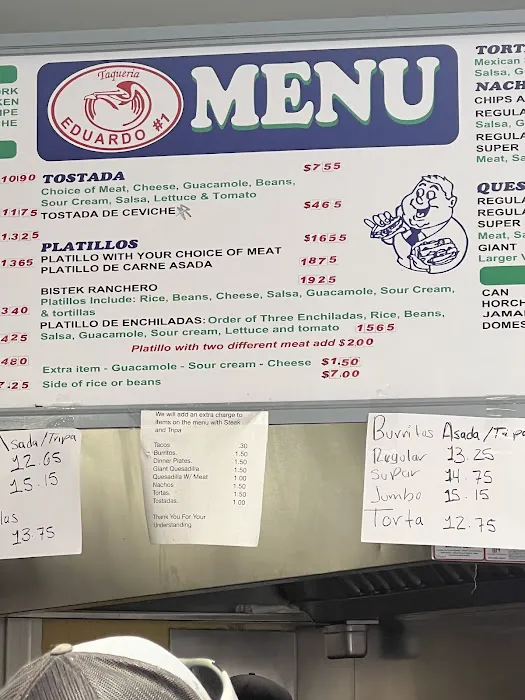 Taqueria
EDUARDO #1
MENU
TOSTADA $7 55
Choice of Meat, Cheese, Guacamole, Beans,
Sour Cream, Salsa, Lettuce & Tomato
TOSTADA DE CEVICHE $4 65
PLATILLOS
PLATILLO WITH YOUR CHOICE OF MEAT $16 55
PLATILLO DE CARNE ASADA 18 75
BISTEK RANCHERO 19 25
Platillos Include: Rice, Beans, Cheese, Salsa, Guacamole, Sour Cream,
& tortillas
PLATILLO DE ENCHILADAS: Order of Three Enchiladas, Rice, Beans,
Salsa, Guacamole, Sour cream, Lettuce and tomato 15 65
Platillo with two different meat add $2 00
Extra item - Guacamole - Sour cream - Cheese $1.50
Side of rice or beans $7.00
ORK
KEN
IPE
HE
10 90
11 75
1.3 25
13 65
3 40
4 25
4 80
7.25
TORT
Mexican
Salsa, G
NACH
CHIPS A
REGULA
Salsa, G
REGULA
SUPER
Meat, Sa
QUES
REGULA
REGULA
SUPER
Meat, Sa
GIANT
Larger V
CAN
HORCH
JAMAI
DOMES
Asada/Tripa
12.65
15.15
las
13.75
We will add an extra charge to
items on the menu with Steak
and Tripa
Tacos .30
Burritos. 1.50
Dinner Plates. 1.50
Giant Quesadilla 1.50
Quesadilla W/ Meat 1.00
Nachos 1.50
Tortas. 1.50
Tostadas. 1.00
Thank You For Your
Understanding
Burritos Asada/Tripa
Regular 13.25
Super 14.75
Jumbo 15.15
Torta 12.75